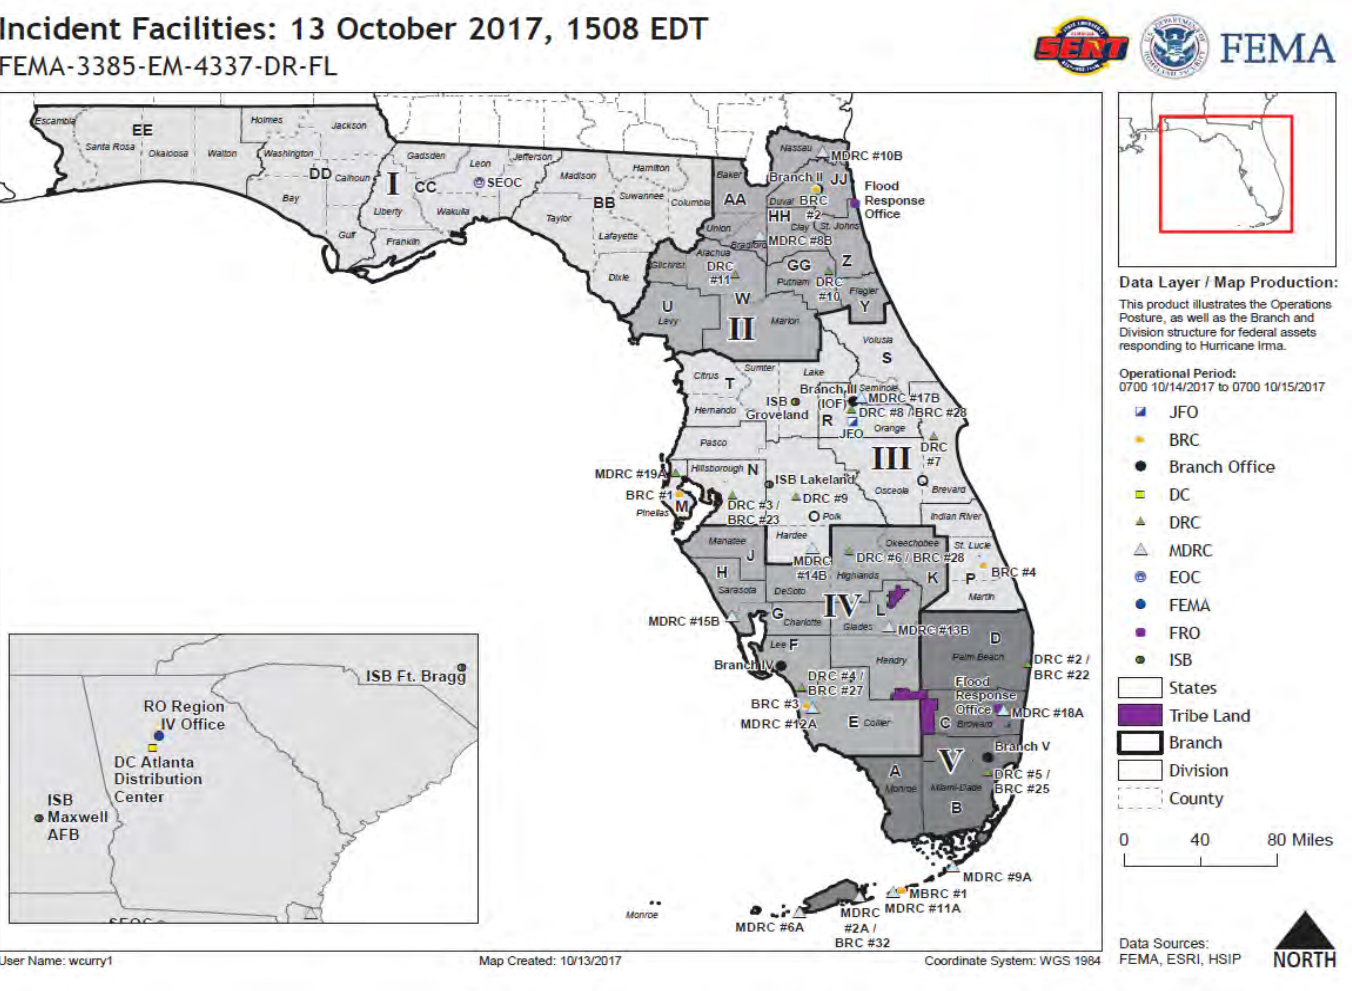 Incident Facilities: 13 October 2017, 1508 EDT
FEMA-3385-EM-4337-DR-FL
SERT
FEMA
Escambia
EE
Santa Rosa
Okaloosa
Walton
Holmes
Jackson
Washington
DD
Calhoun
Bay
Gulf
I
Gadsden
CC
Leon
SEOC
Jefferson
Liberty
Wakulla
Franklin
Madison
Hamilton
BB
Suwannee
Columbia
Taylor
Lafayette
Dixie
Nassau
MDRC #10B
Baker
Branch II
JJ
AA
Duval
BRC
#2
Flood
Response
Office
HH
Union
Clay
St. Johns
Bradford
MDRC #8B
Alachua
Gilchrist
DRC
#11
GG
Z
Putnam
DRC
#10
Flagler
U
W
Y
Levy
II
Marion
Volusia
S
Citrus
T
Sumter
Lake
Branch III
(IOF)
Seminole
MDRC #17B
ISB
Groveland
DRC #8 / BRC #28
Hernando
R
JFO
Orange
Pasco
III
DRC
#7
MDRC #19A
Hillsborough
N
ISB Lakeland
Q
Osceola
Brevard
BRC #1
M
Pinellas
DRC #3 /
BRC #23
DRC #9
O
Polk
Indian River
Manatee
J
Hardee
Okeechobee
St. Lucie
MDRC
#14B
DRC #6 / BRC #28
H
Highlands
K
P
BRC #4
Sarasota
DeSoto
Martin
IV
L
MDRC #15B
G
Charlotte
Glades
MDRC #13B
Lee
F
D
Branch IV
Hendry
Palm Beach
DRC #2 /
BRC #22
DRC #4 /
BRC #27
Flood
Response
Office
BRC #3
MDRC #12A
MDRC #18A
E
Collier
C
Broward
Branch V
V
A
Monroe
Miami-Dade
DRC #5 /
BRC #25
B
MDRC #9A
MBRC #1
MDRC #11A
Monroe
MDRC #6A
MDRC
#2A /
BRC #32
ISB Ft. Bragg
RO Region
IV Office
DC Atlanta
Distribution
Center
ISB
Maxwell
AFB
SEOC
Data Layer / Map Production:
This product illustrates the Operations
Posture, as well as the Branch and
Division structure for federal assets
responding to Hurricane Irma.
Operational Period:
0700 10/14/2017 to 0700 10/15/2017
JFO
BRC
Branch Office
DC
DRC
MDRC
EOC
FEMA
FRO
ISB
States
Tribe Land
Branch
Division
County
0 40 80 Miles
Data Sources:
FEMA, ESRI, HSIP
NORTH
User Name: wcurry1
Map Created: 10/13/2017
Coordinate System: WGS 1984